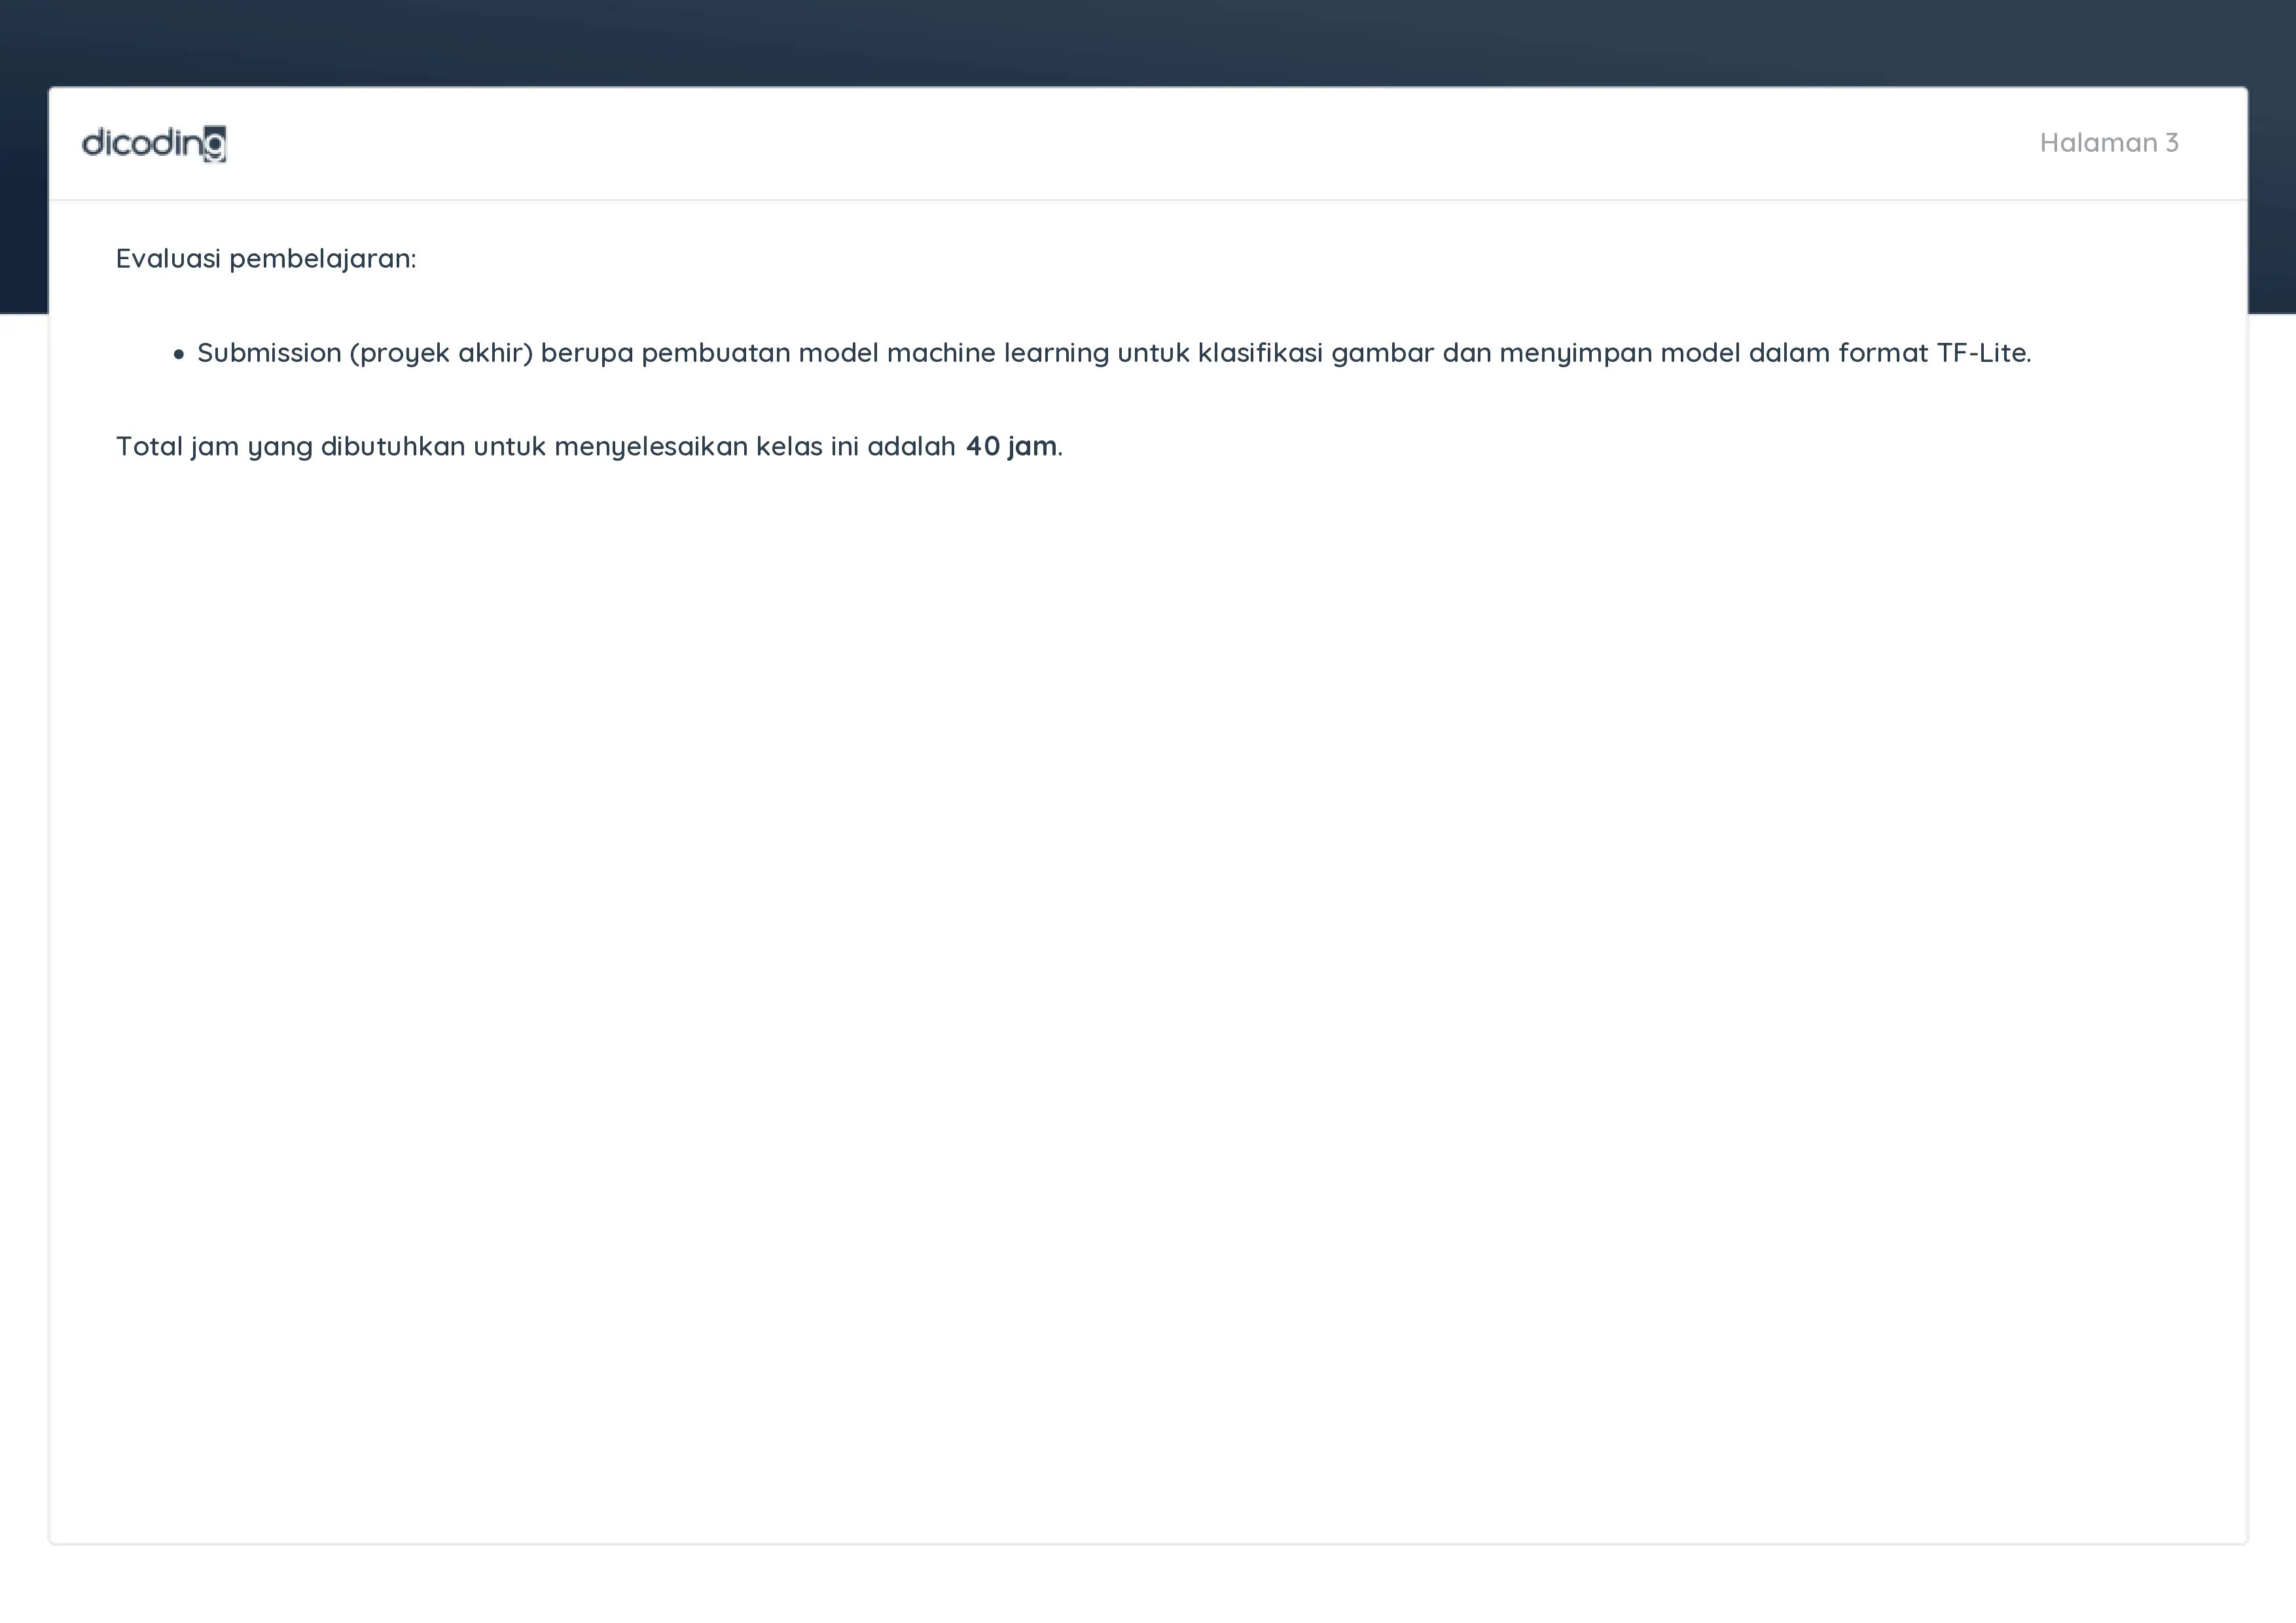 dicoding
Halaman 3
Evaluasi pembelajaran:
• Submission (proyek akhir) berupa pembuatan model machine learning untuk klasifikasi gambar dan menyimpan model dalam format TF-Lite.
Total jam yang dibutuhkan untuk menyelesaikan kelas ini adalah 40 jam.